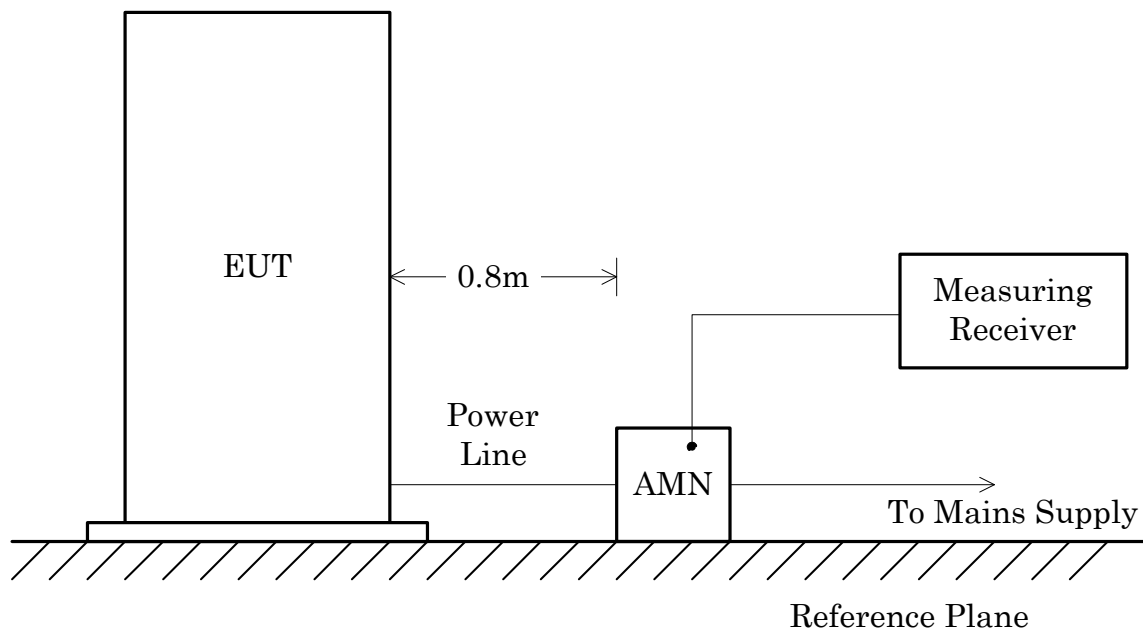 EUT
0.8m
Measuring
Receiver
Power
Line
AMN
To Mains Supply
Reference Plane